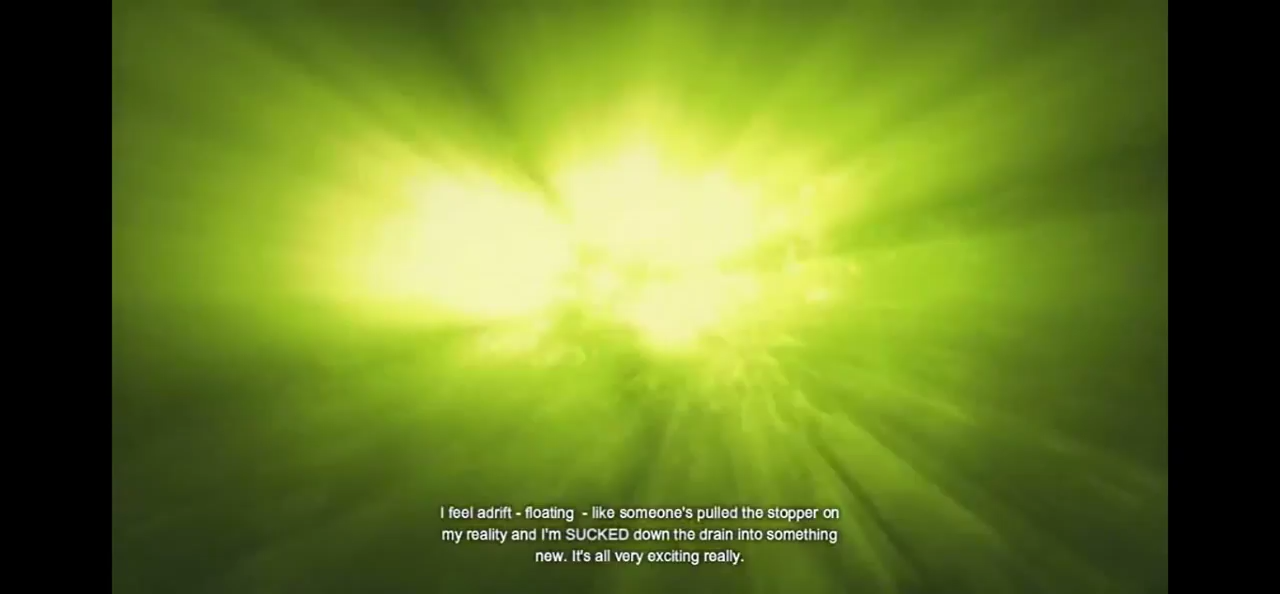 I feel adrift - floating  - like someone's pulled the stopper on
my reality and I'm SUCKED down the drain into something
new. It's all very exciting really.